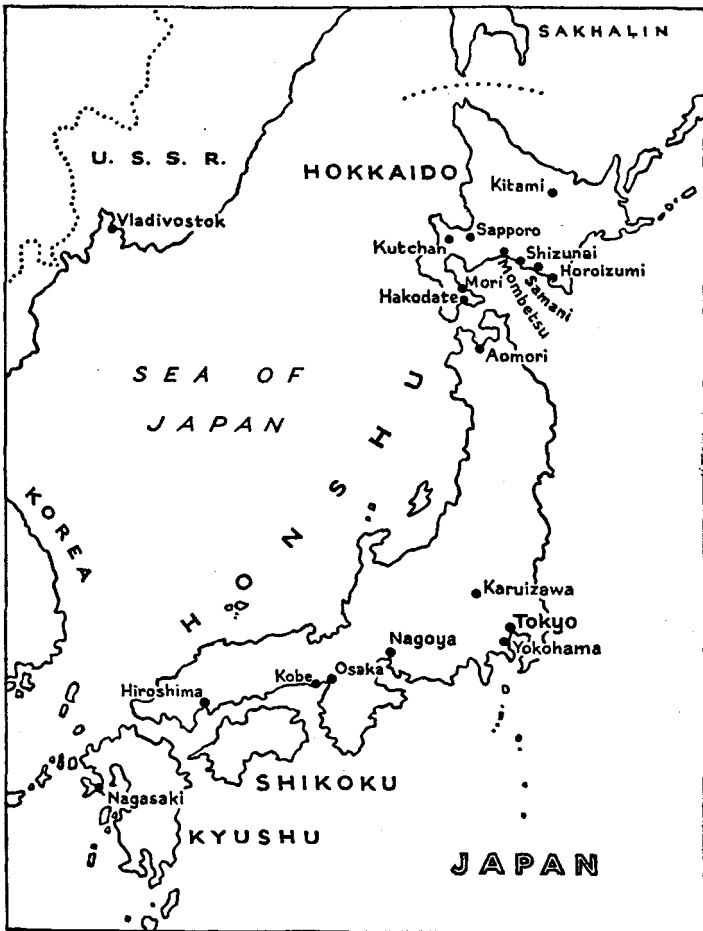 SAKHALIN
U. S. S. R.
HOKKAIDO
Kitami
Vladivostok
Sapporo
Kutchan
Shizunai
Horoizumi
Samani
Mombetsu
Mori
Hakodate
Aomori
SEA OF
JAPAN
HONSHU
KOREA
Karuizawa
Tokyo
Yokohama
Nagoya
Osaka
Kobe
Hiroshima
SHIKOKU
Nagasaki
KYUSHU
JAPAN